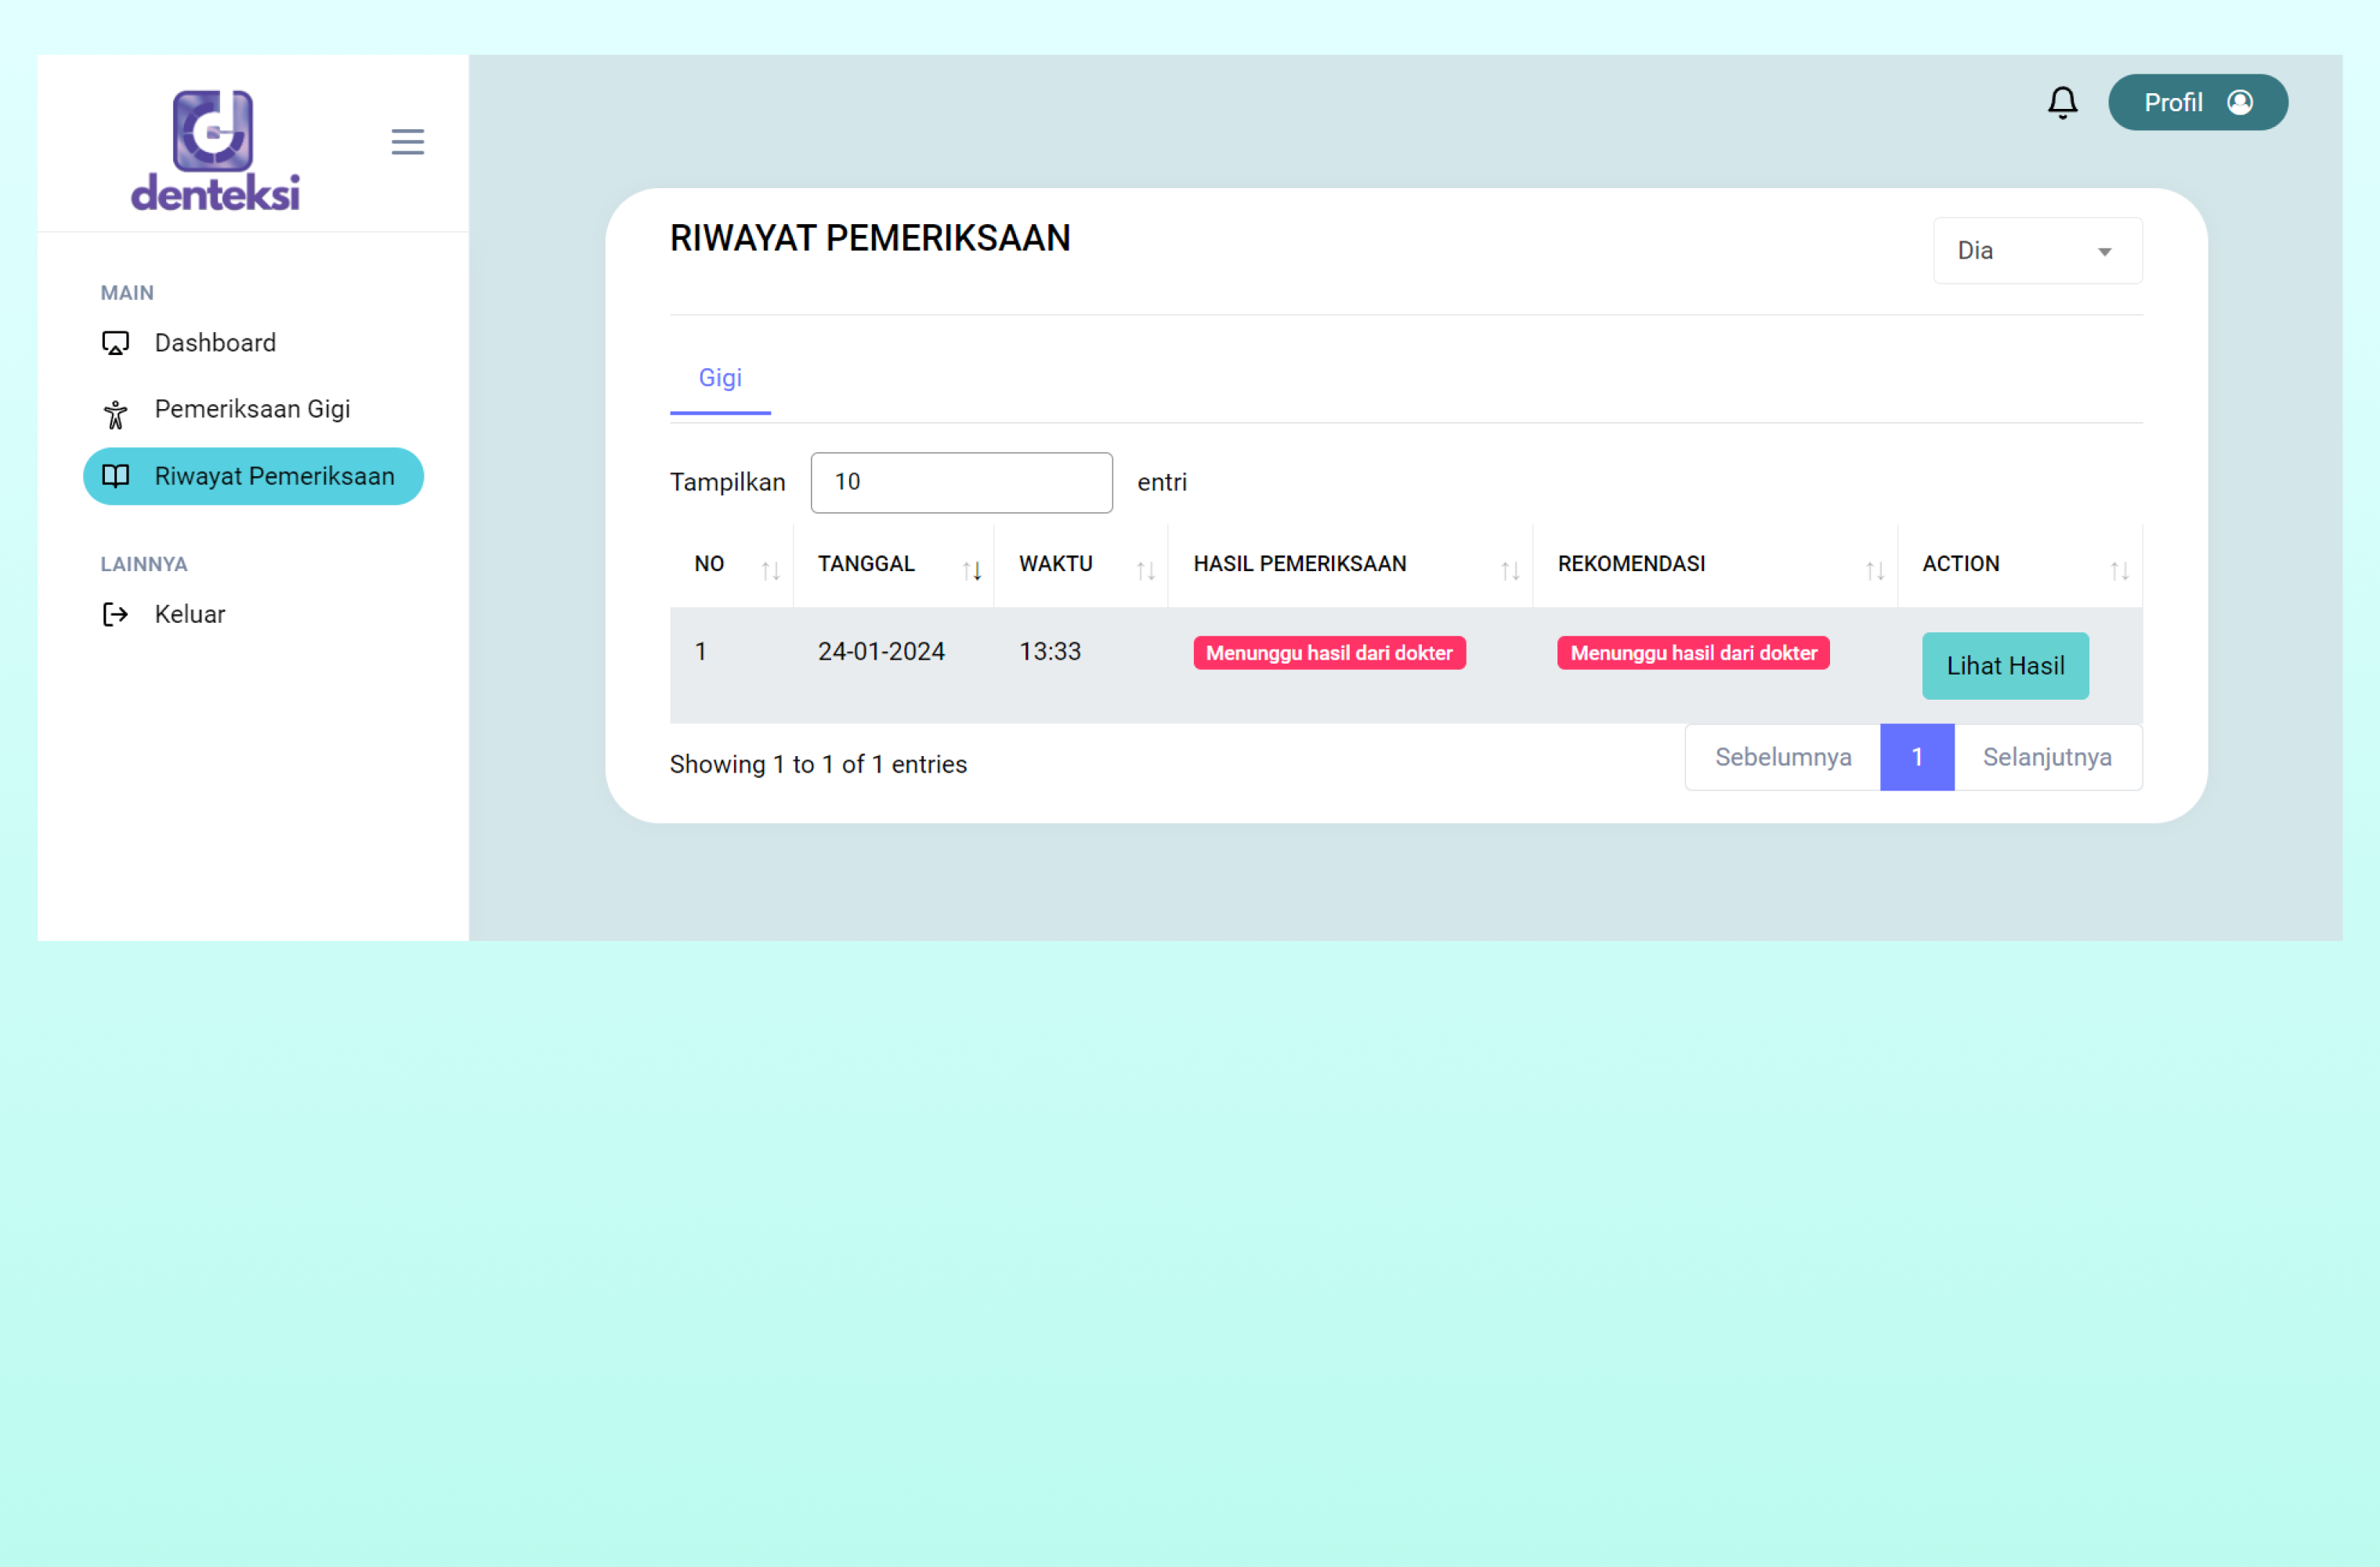 denteksi
Profil
MAIN
Dashboard
Pemeriksaan Gigi
Riwayat Pemeriksaan
LAINNYA
Keluar
RIWAYAT PEMERIKSAAN
Dia
Gigi
Tampilkan 10 entri
NO TANGGAL WAKTU HASIL PEMERIKSAAN REKOMENDASI ACTION
1 24-01-2024 13:33 Menunggu hasil dari dokter Menunggu hasil dari dokter Lihat Hasil
Showing 1 to 1 of 1 entries
Sebelumnya 1 Selanjutnya